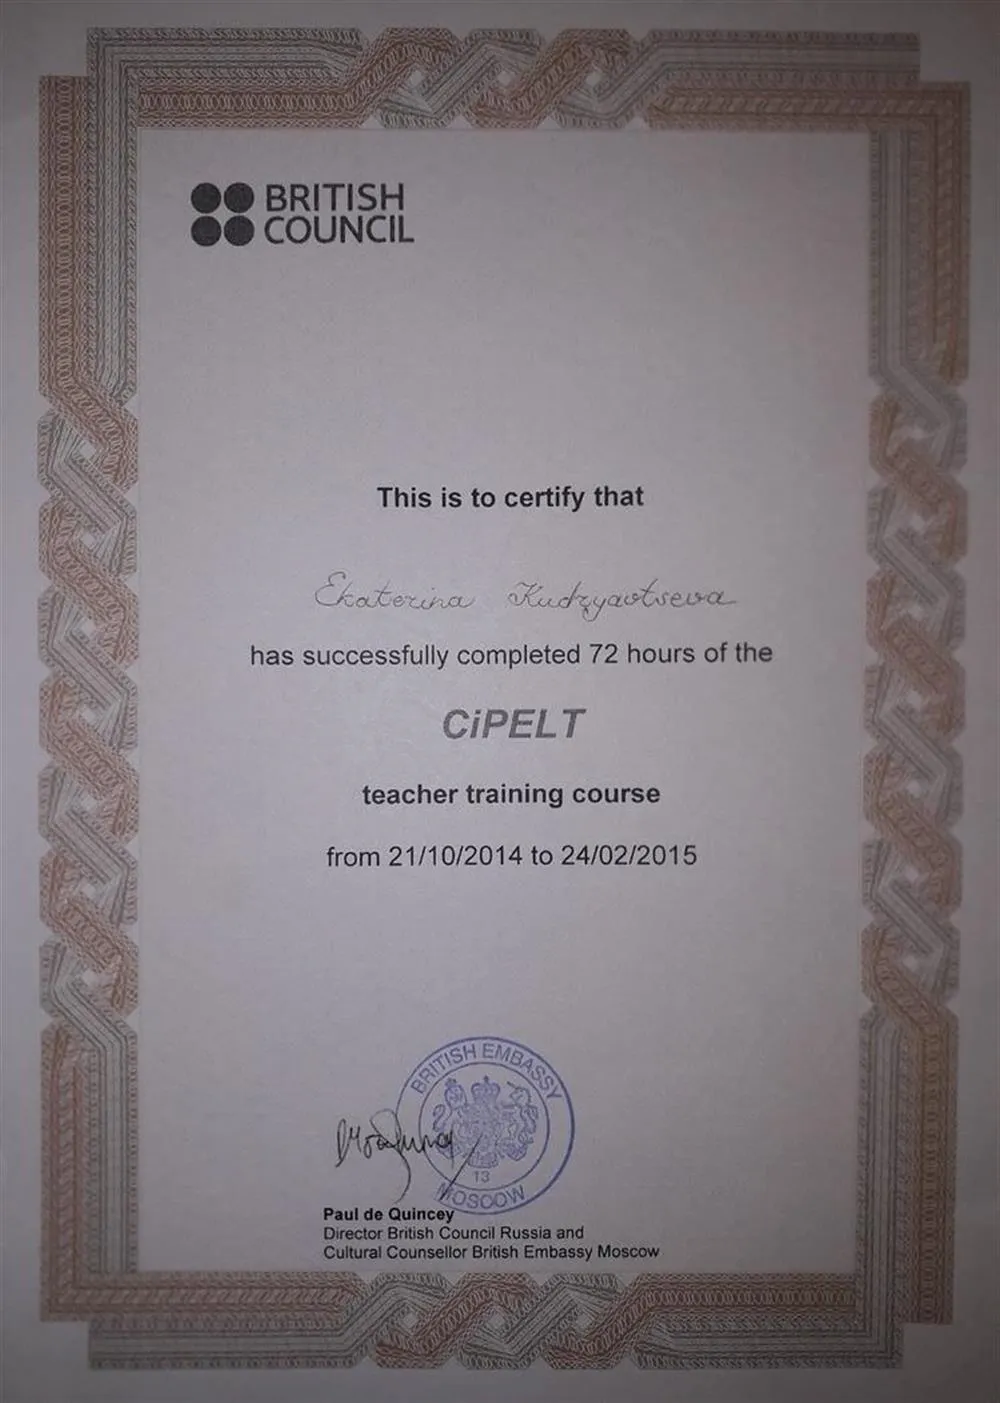 BRITISH
COUNCIL
This is to certify that
Ekaterina Kudryavtseva
has successfully completed 72 hours of the
CiPELT
teacher training course
from 21/10/2014 to 24/02/2015
BRITISH EMBASSY
13
MOSCOW
Paul de Quincey
Director British Council Russia and
Cultural Counsellor British Embassy Moscow